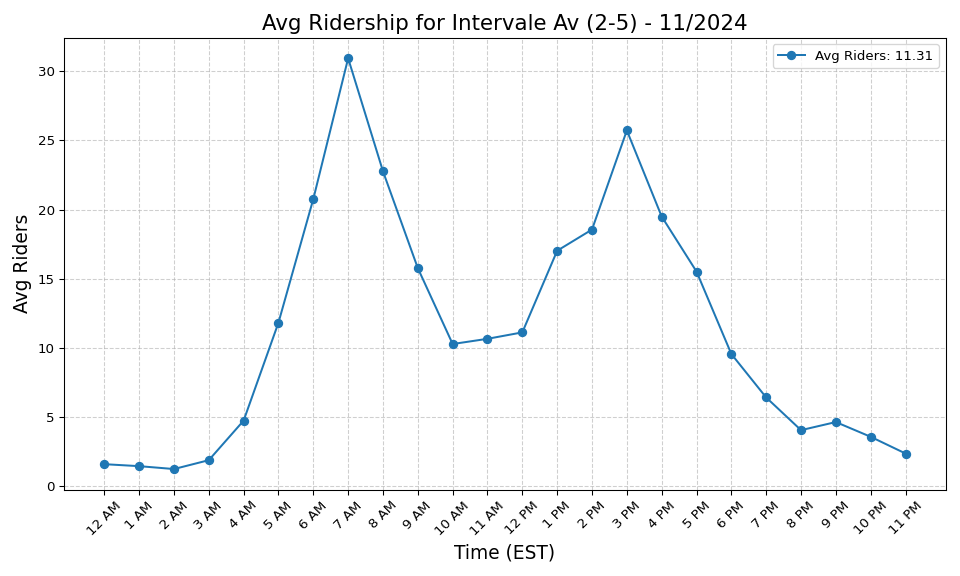 Avg Ridership for Intervale Av (2-5) - 11/2024
Avg Riders: 11.31
30
25
20
15
10
5
0
Avg Riders
12 AM
1 AM
2 AM
3 AM
4 AM
5 AM
6 AM
7 AM
8 AM
9 AM
10 AM
11 AM
12 PM
1 PM
2 PM
3 PM
4 PM
5 PM
6 PM
7 PM
8 PM
9 PM
10 PM
11 PM
Time (EST)